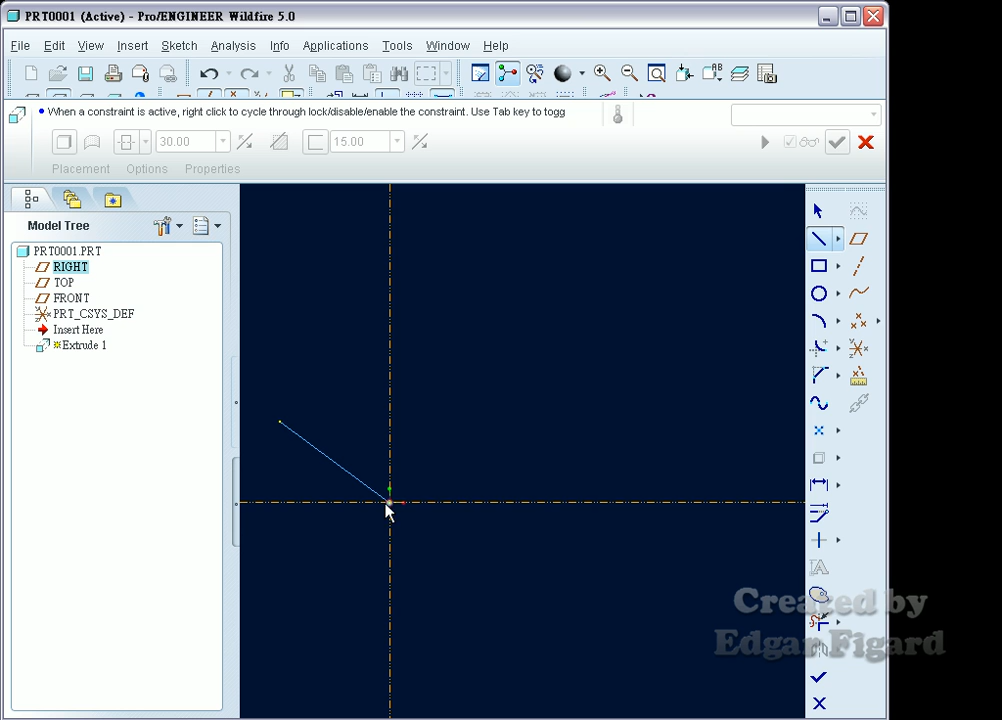 PRT0001 (Active) - Pro/ENGINEER Wildfire 5.0
File Edit View Insert Sketch Analysis Info Applications Tools Window Help
When a constraint is active, right click to cycle through lock/disable/enable the constraint. Use Tab key to togg
30.00
15.00
Placement Options Properties
Model Tree
PRT0001.PRT
RIGHT
TOP
FRONT
PRT_CSYS_DEF
Insert Here
Extrude 1
Created by
Edgar Figard